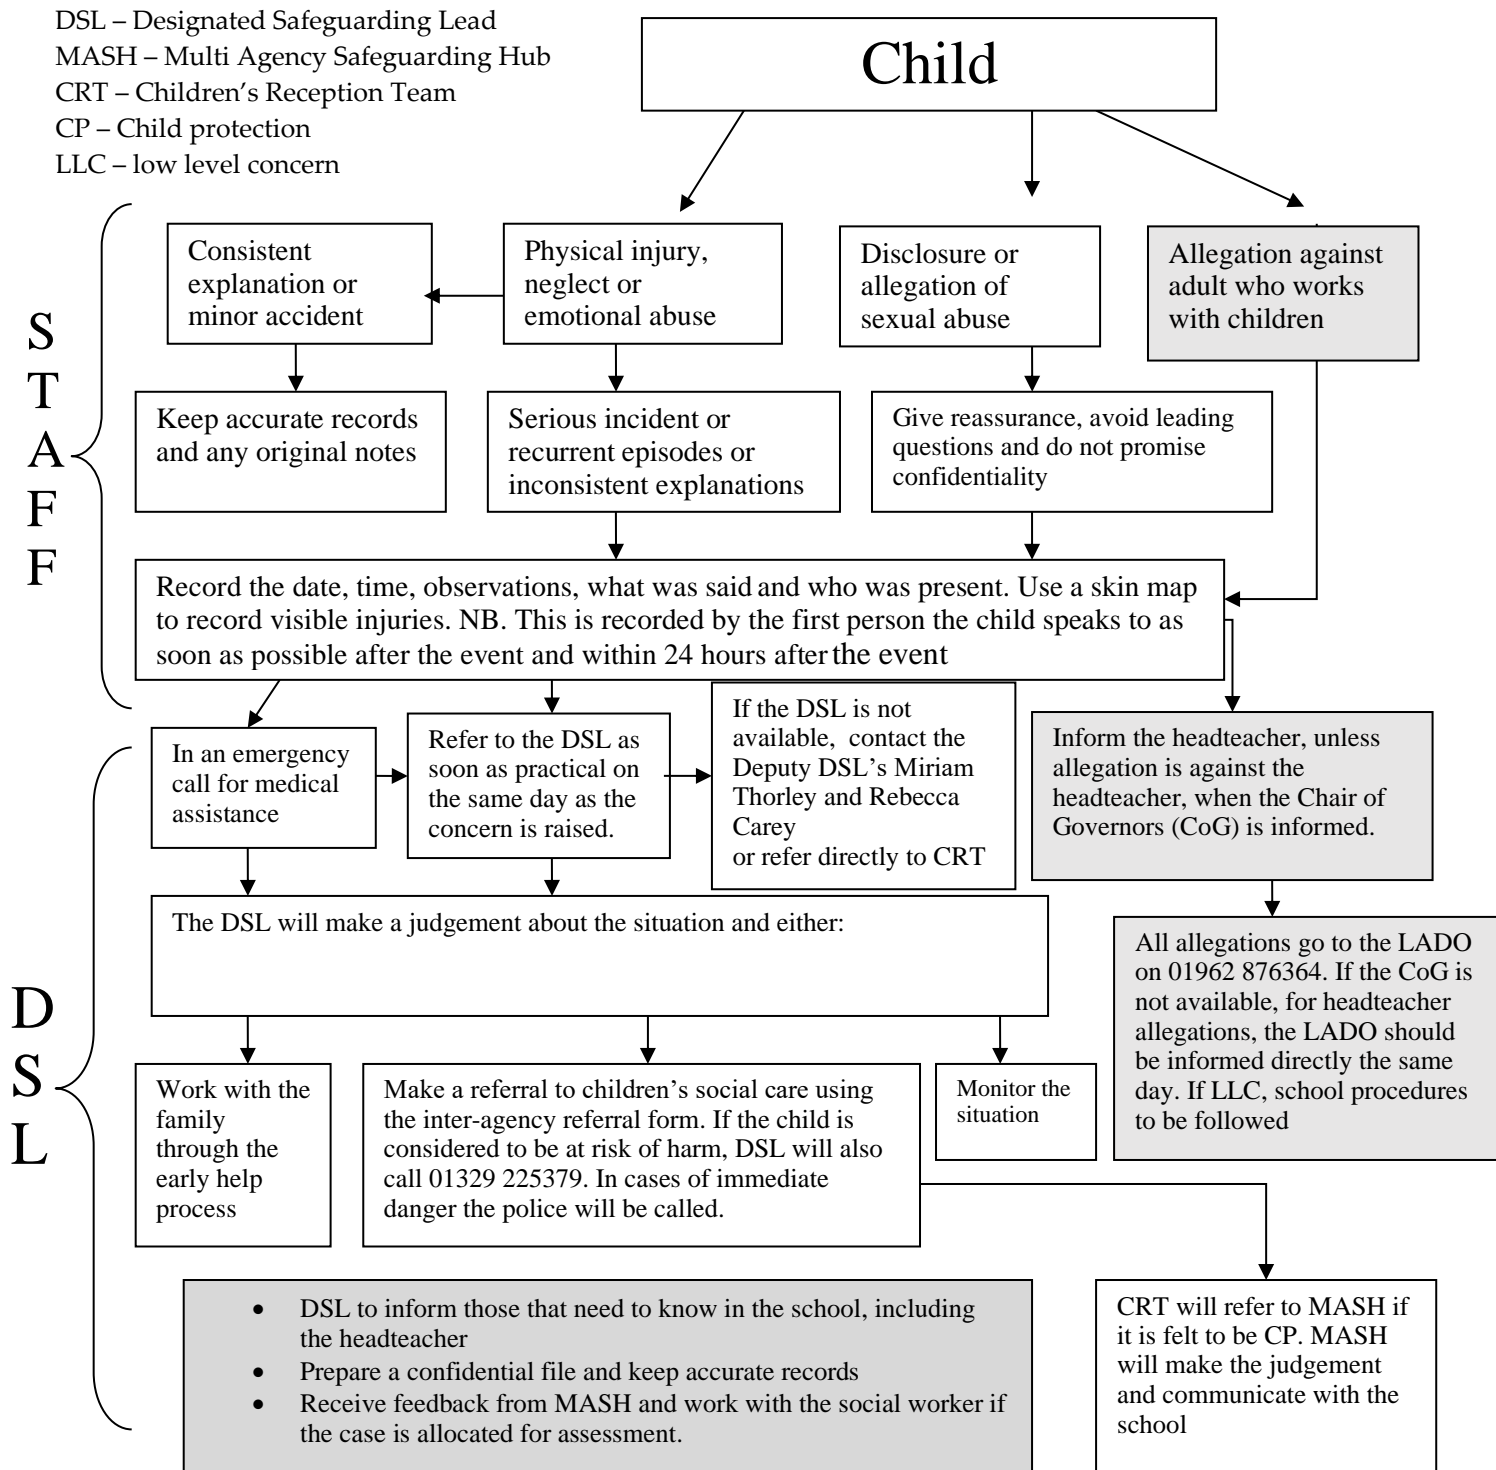 DSL – Designated Safeguarding Lead
MASH – Multi Agency Safeguarding Hub
CRT – Children's Reception Team
CP – Child protection
LLC – low level concern
Child
S
T
A
F
F
Consistent
explanation or
minor accident
Physical injury,
neglect or
emotional abuse
Disclosure or
allegation of
sexual abuse
Allegation against
adult who works
with children
Keep accurate records
and any original notes
Serious incident or
recurrent episodes or
inconsistent explanations
Give reassurance, avoid leading
questions and do not promise
confidentiality
Record the date, time, observations, what was said and who was present. Use a skin map
to record visible injuries. NB. This is recorded by the first person the child speaks to as
soon as possible after the event and within 24 hours after the event
D
S
L
In an emergency
call for medical
assistance
Refer to the DSL as
soon as practical on
the same day as the
concern is raised.
If the DSL is not
available, contact the
Deputy DSL's Miriam
Thorley and Rebecca
Carey
or refer directly to CRT
Inform the headteacher, unless
allegation is against the
headteacher, when the Chair of
Governors (CoG) is informed.
The DSL will make a judgement about the situation and either:
All allegations go to the LADO
on 01962 876364. If the CoG is
not available, for headteacher
allegations, the LADO should
be informed directly the same
day. If LLC, school procedures
to be followed
Work with the
family
through the
early help
process
Make a referral to children's social care using
the inter-agency referral form. If the child is
considered to be at risk of harm, DSL will also
call 01329 225379. In cases of immediate
danger the police will be called.
Monitor the
situation
• DSL to inform those that need to know in the school, including
the headteacher
• Prepare a confidential file and keep accurate records
• Receive feedback from MASH and work with the social worker if
the case is allocated for assessment.
CRT will refer to MASH if
it is felt to be CP. MASH
will make the judgement
and communicate with the
school